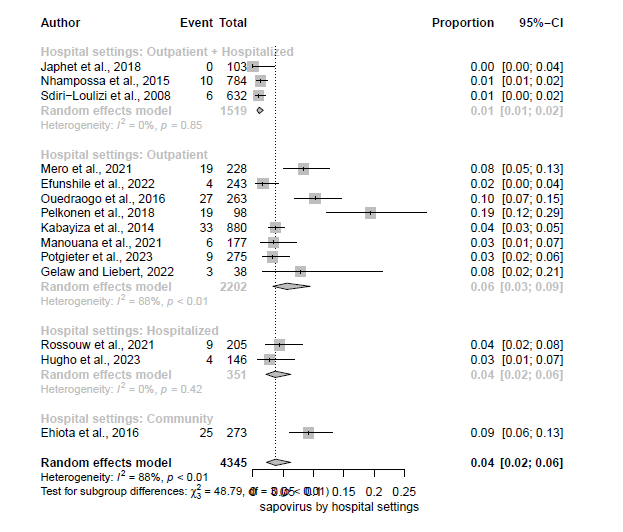 Author Event Total Proportion 95%−CI
Hospital settings: Outpatient + Hospitalized
Japhet et al., 2018 0 103 0.00 [0.00; 0.04]
Nhampossa et al., 2015 10 784 0.01 [0.01; 0.02]
Sdiri−Loulizi et al., 2008 6 632 0.01 [0.00; 0.02]
Random effects model 1519 0.01 [0.01; 0.02]
Heterogeneity: I² = 0%, p = 0.85
Hospital settings: Outpatient
Mero et al., 2021 19 228 0.08 [0.05; 0.13]
Efunshile et al., 2022 4 243 0.02 [0.00; 0.04]
Ouedraogo et al., 2016 27 263 0.10 [0.07; 0.15]
Pelkonen et al., 2018 19 98 0.19 [0.12; 0.29]
Kabayiza et al., 2014 33 880 0.04 [0.03; 0.05]
Manouana et al., 2021 6 177 0.03 [0.01; 0.07]
Potgieter et al., 2023 9 275 0.03 [0.02; 0.06]
Gelaw and Liebert, 2022 3 38 0.08 [0.02; 0.21]
Random effects model 2202 0.06 [0.03; 0.09]
Heterogeneity: I² = 88%, p < 0.01
Hospital settings: Hospitalized
Rossouw et al., 2021 9 205 0.04 [0.02; 0.08]
Hugho et al., 2023 4 146 0.03 [0.01; 0.07]
Random effects model 351 0.04 [0.02; 0.06]
Heterogeneity: I² = 0%, p = 0.42
Hospital settings: Community
Ehiota et al., 2016 25 273 0.09 [0.06; 0.13]
Random effects model 4345 0.04 [0.02; 0.06]
Heterogeneity: I² = 88%, p < 0.01
Test for subgroup differences: χ²₃ = 48.79, df = 3 (p < 0.01)
0 0.05 0.1 0.15 0.2 0.25
sapovirus by hospital settings